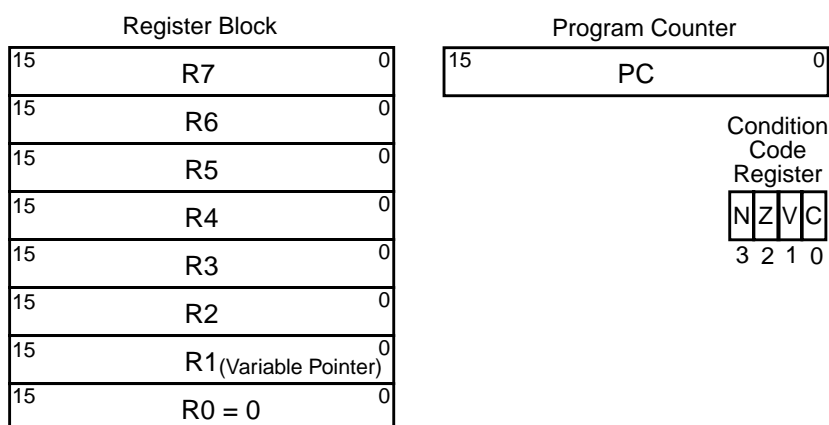 Register Block
15 R7 0
15 R6 0
15 R5 0
15 R4 0
15 R3 0
15 R2 0
15 R1(Variable Pointer) 0
15 R0 = 0 0
Program Counter
15 PC 0
Condition
Code
Register
N Z V C
3 2 1 0